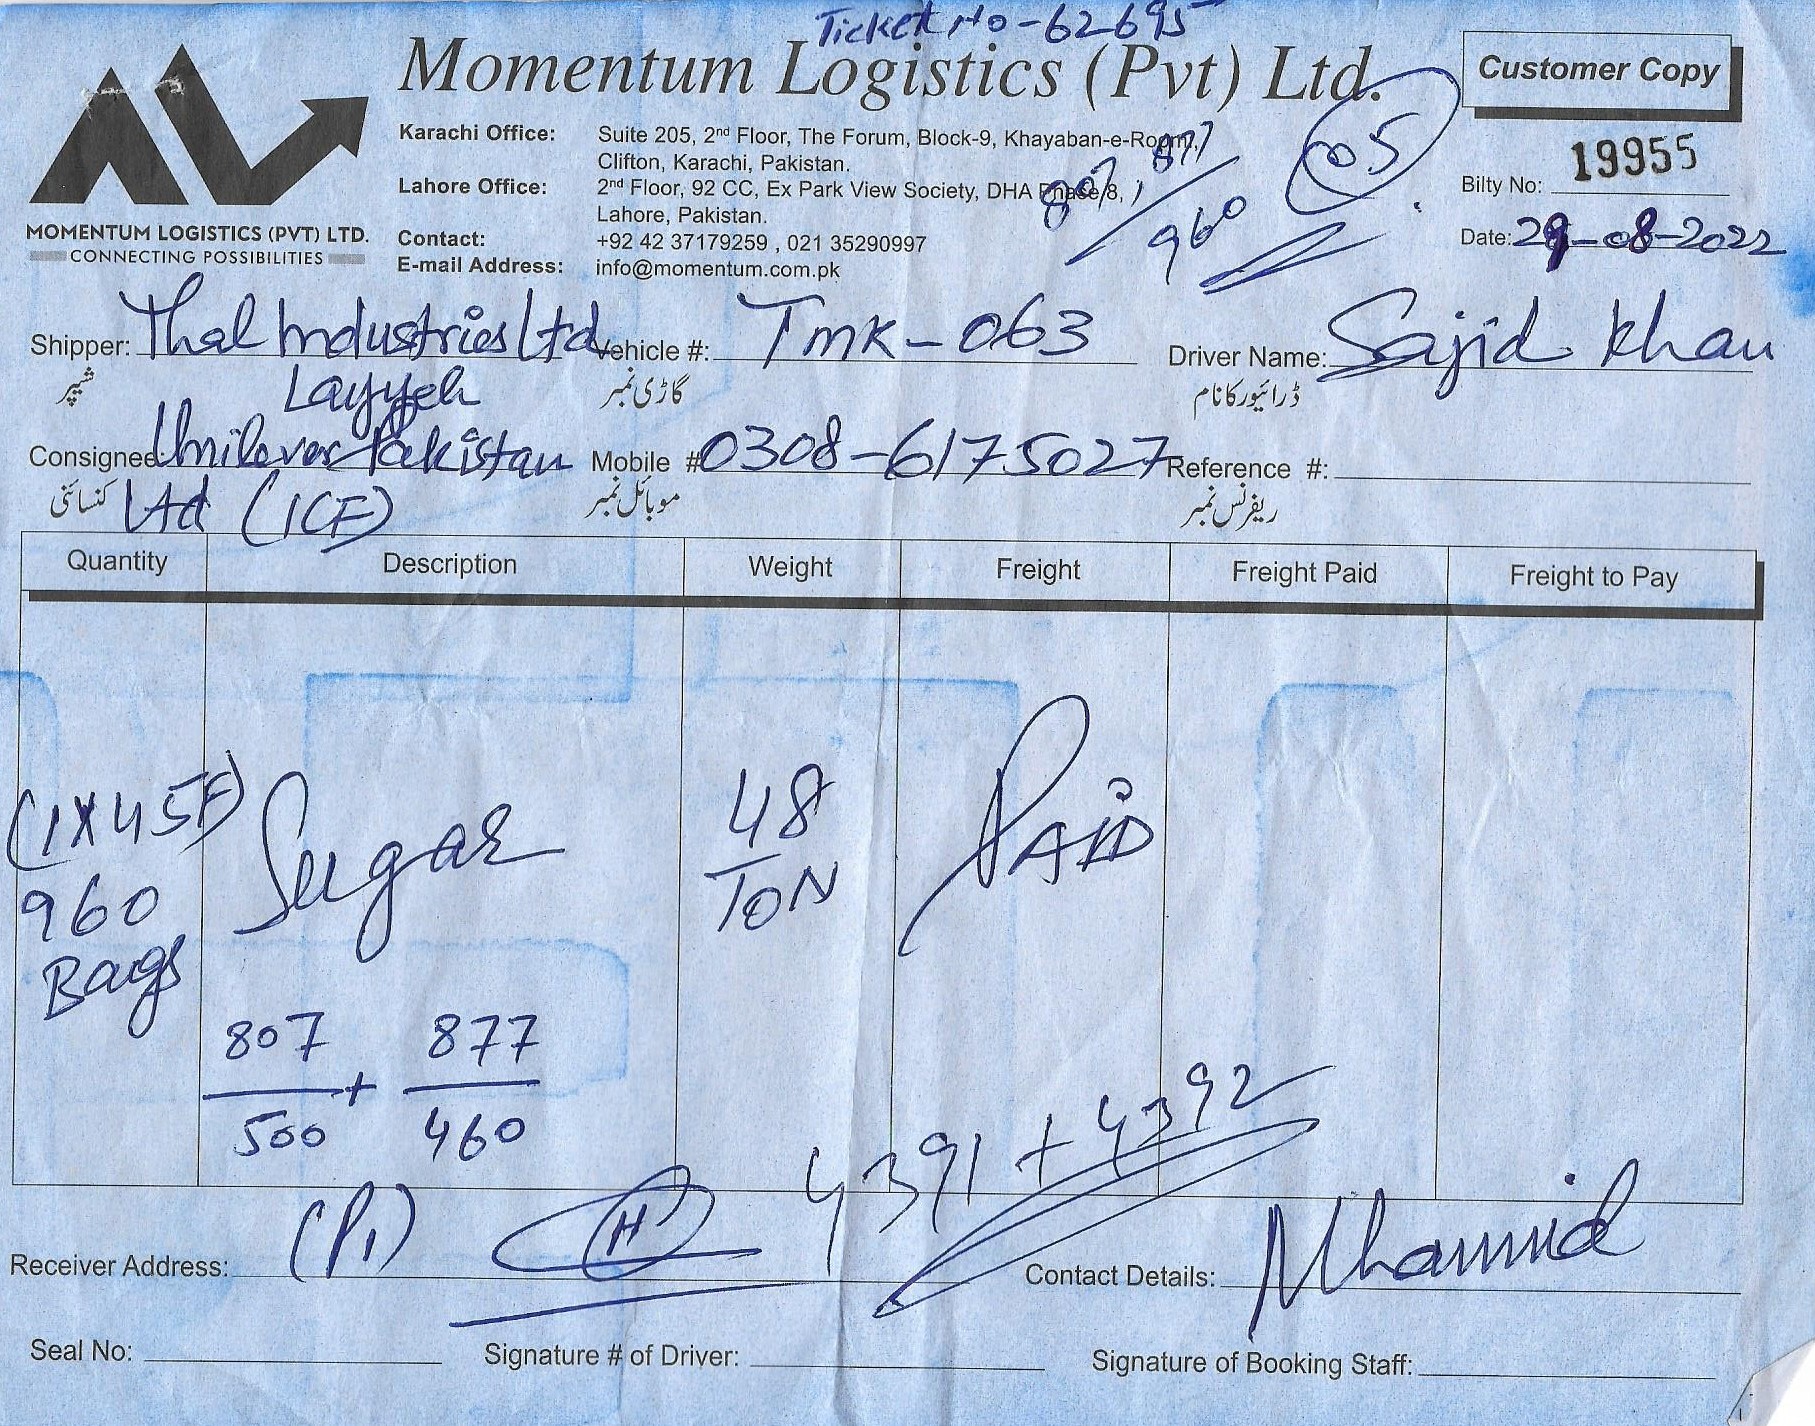 Ticket No-62695
Momentum Logistics (Pvt) Ltd.
Customer Copy
MOMENTUM LOGISTICS (PVT) LTD.
CONNECTING POSSIBILITIES
Karachi Office: Suite 205, 2nd Floor, The Forum, Block-9, Khayaban-e-Roomi,
Clifton, Karachi, Pakistan.
Lahore Office: 2nd Floor, 92 CC, Ex Park View Society, DHA Phase 8,
Lahore, Pakistan.
Contact: +92 42 37179259 , 021 35290997
E-mail Address: info@momentum.com.pk
807, 877
960
05
Bilty No: 19955
Date: 29-08-2022
Shipper: Thal Industries Ltd Vehicle #: TMK-063 Driver Name: Sajid Khan
شپر Layyah گاڑی نمبر ڈرائیور کا نام
Consignee Unilever Pakistan Mobile # 0308-6175027 Reference #:
کنسائنی Ltd (ICF) موبائل نمبر ریفرنس نمبر
Quantity Description Weight Freight Freight Paid Freight to Pay
(1X45F) Sugar 48 PAID
960 TON
Bags
807 + 877
500 460
4391 + 4392
(P1) H
Receiver Address: Contact Details:
Seal No: Signature # of Driver: Signature of Booking Staff: